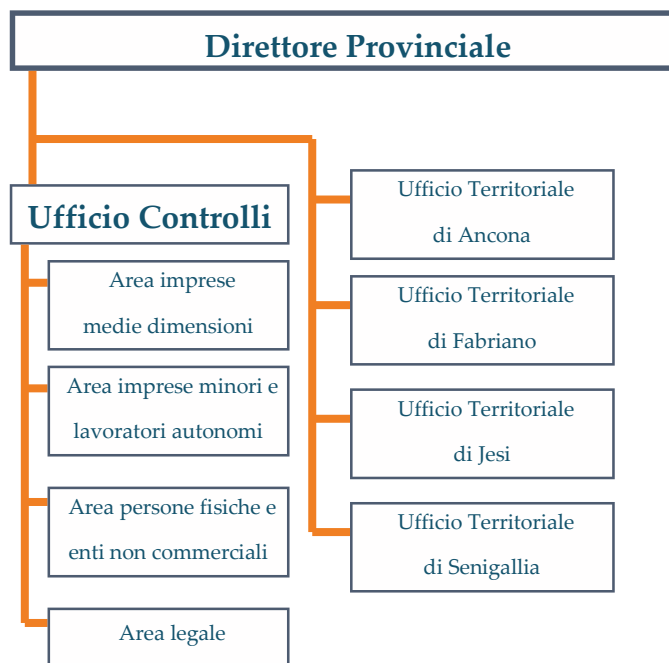 Direttore Provinciale
Ufficio Controlli
Area imprese
medie dimensioni
Area imprese minori e
lavoratori autonomi
Area persone fisiche e
enti non commerciali
Area legale
Ufficio Territoriale
di Ancona
Ufficio Territoriale
di Fabriano
Ufficio Territoriale
di Jesi
Ufficio Territoriale
di Senigallia